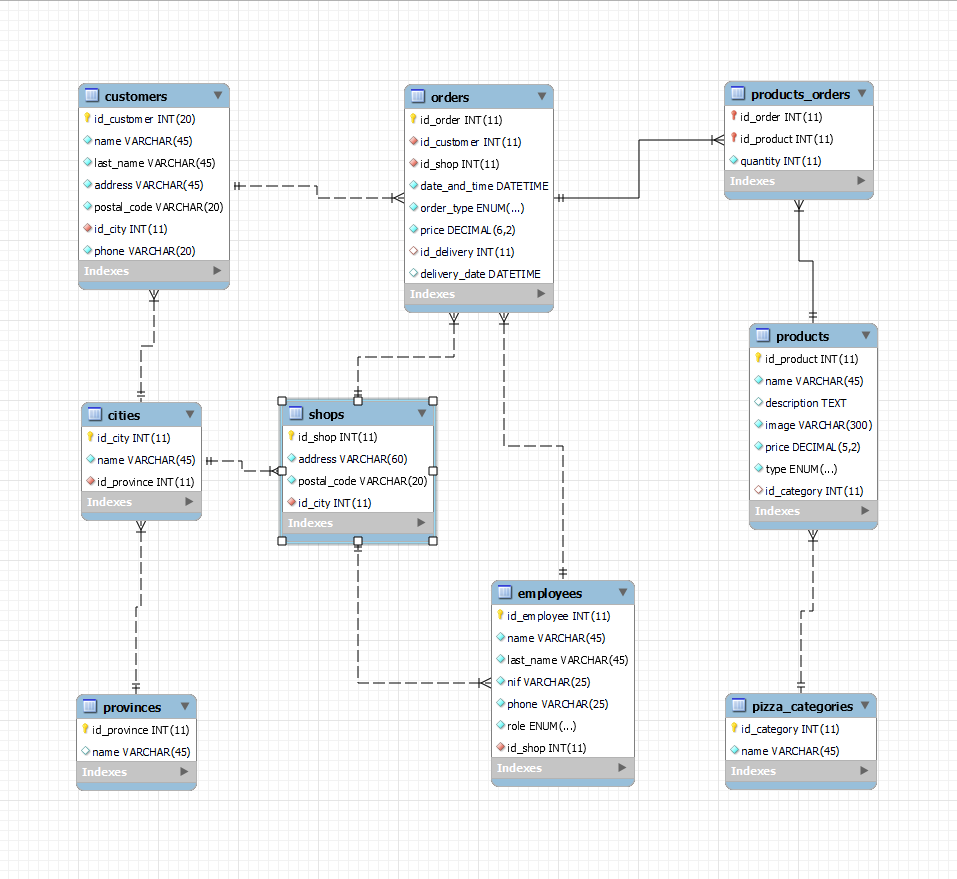 customers
id_customer INT(20)
name VARCHAR(45)
last_name VARCHAR(45)
address VARCHAR(45)
postal_code VARCHAR(20)
id_city INT(11)
phone VARCHAR(20)
Indexes
orders
id_order INT(11)
id_customer INT(11)
id_shop INT(11)
date_and_time DATETIME
order_type ENUM(...)
price DECIMAL(6,2)
id_delivery INT(11)
delivery_date DATETIME
Indexes
products_orders
id_order INT(11)
id_product INT(11)
quantity INT(11)
Indexes
products
id_product INT(11)
name VARCHAR(45)
description TEXT
image VARCHAR(300)
price DECIMAL(5,2)
type ENUM(...)
id_category INT(11)
Indexes
cities
id_city INT(11)
name VARCHAR(45)
id_province INT(11)
Indexes
shops
id_shop INT(11)
address VARCHAR(60)
postal_code VARCHAR(20)
id_city INT(11)
Indexes
employees
id_employee INT(11)
name VARCHAR(45)
last_name VARCHAR(45)
nif VARCHAR(25)
phone VARCHAR(25)
role ENUM(...)
id_shop INT(11)
Indexes
provinces
id_province INT(11)
name VARCHAR(45)
Indexes
pizza_categories
id_category INT(11)
name VARCHAR(45)
Indexes